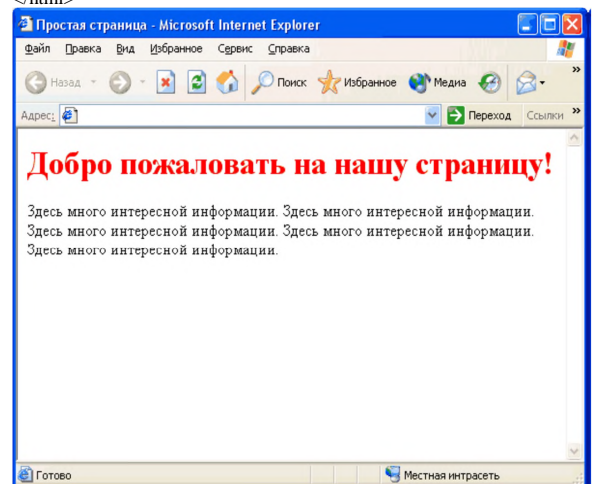 </html>
Простая страница - Microsoft Internet Explorer
Файл Правка Вид Избранное Сервис Справка
Назад Поиск Избранное Медиа »
Адрес: Переход Ссылки »
Добро пожаловать на нашу страницу!
Здесь много интересной информации. Здесь много интересной информации.
Здесь много интересной информации. Здесь много интересной информации.
Здесь много интересной информации.
Готово Местная интрасеть